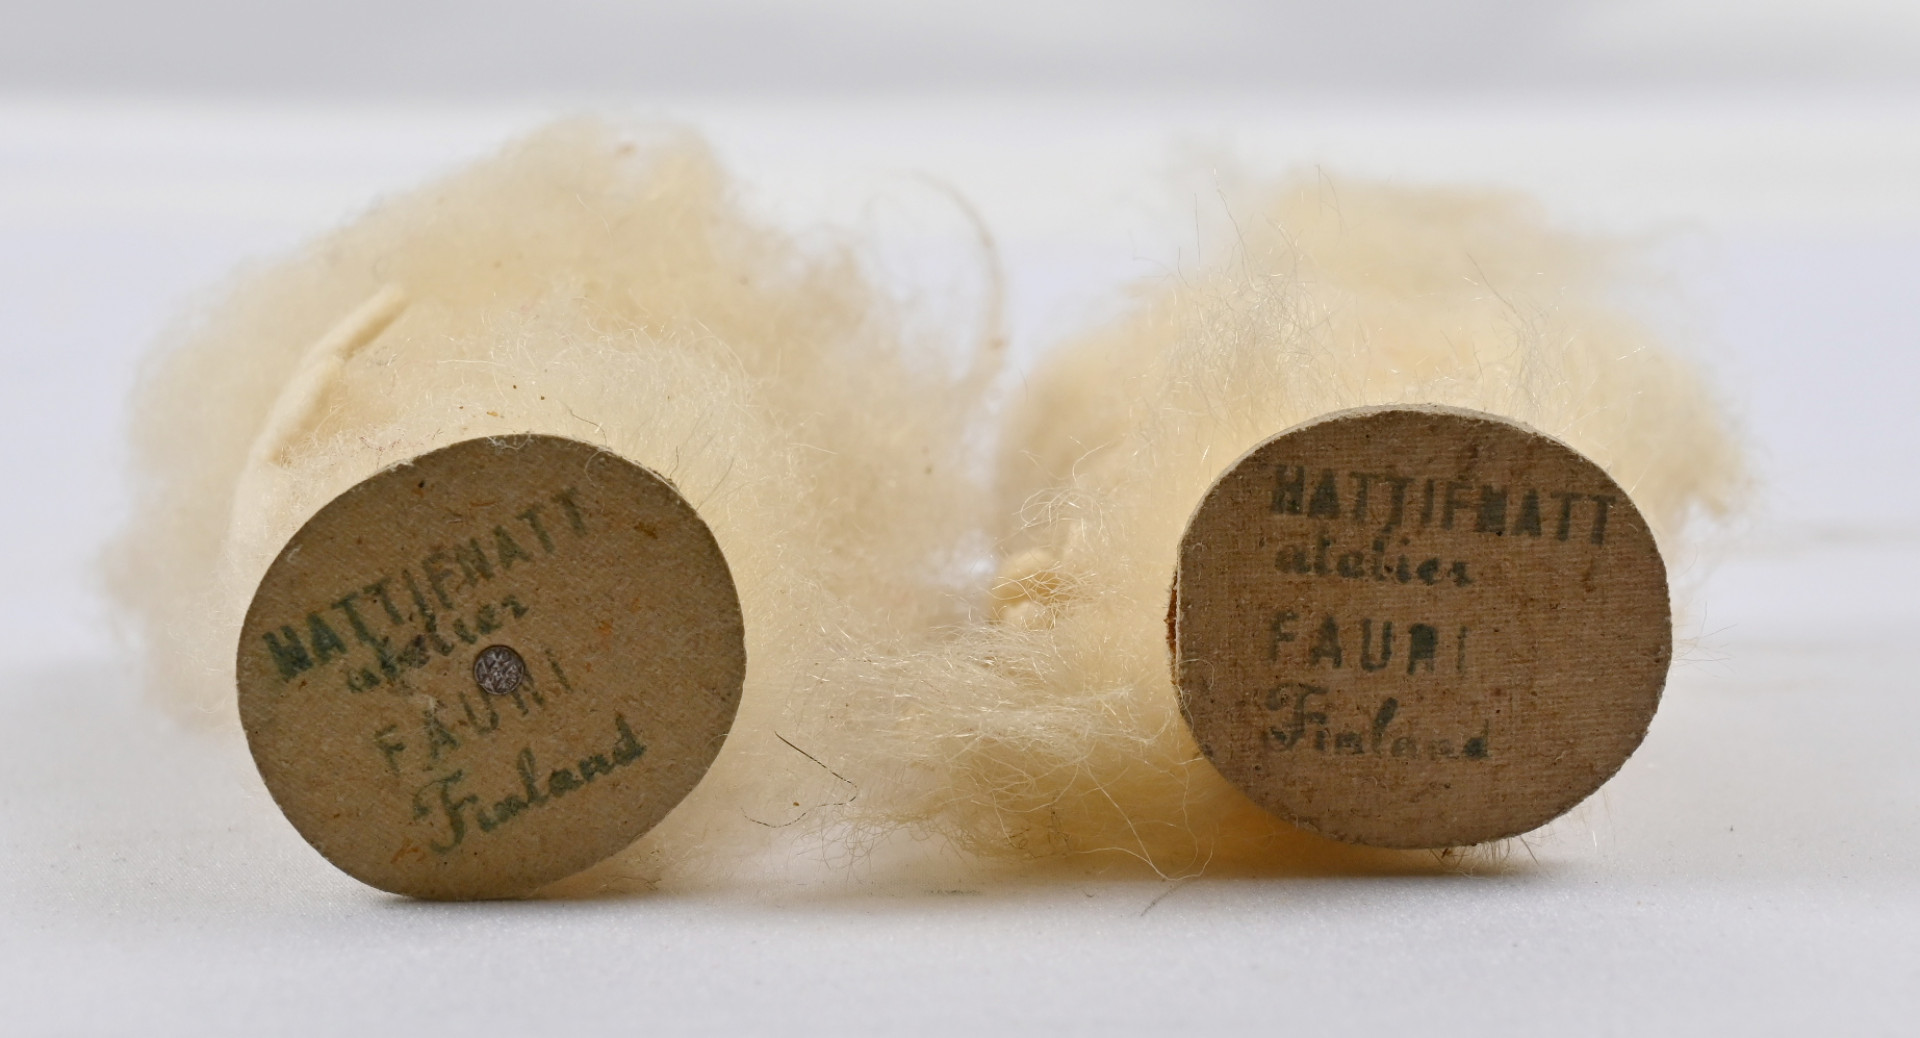 HATTIFNATT
atelier
FAURI
Finland
HATTIFNATT
atelier
FAURI
Finland